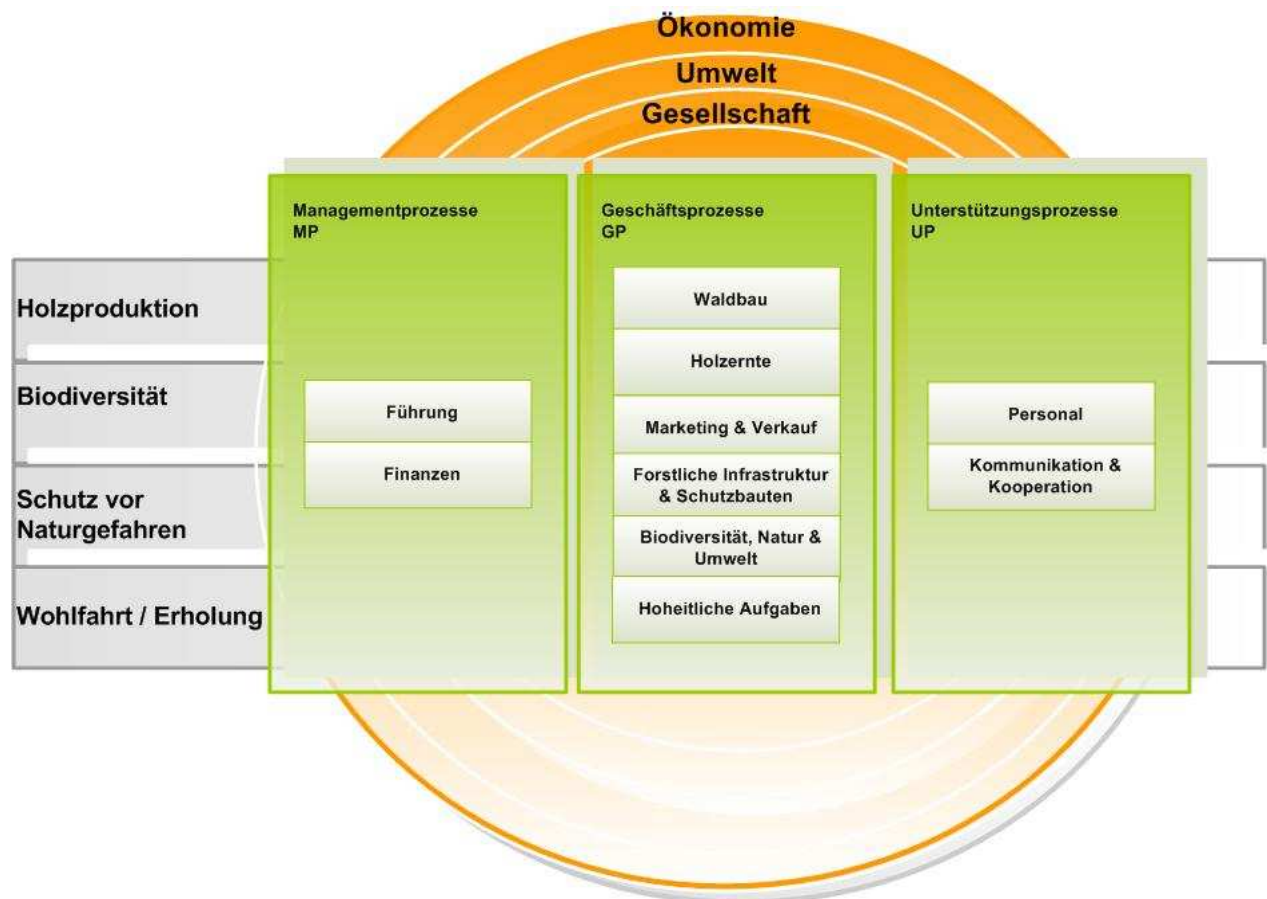 Ökonomie
Umwelt
Gesellschaft
Managementprozesse
MP
Führung
Finanzen
Geschäftsprozesse
GP
Waldbau
Holzernte
Marketing & Verkauf
Forstliche Infrastruktur
& Schutzbauten
Biodiversität, Natur &
Umwelt
Hoheitliche Aufgaben
Unterstützungsprozesse
UP
Personal
Kommunikation &
Kooperation
Holzproduktion
Biodiversität
Schutz vor
Naturgefahren
Wohlfahrt / Erholung